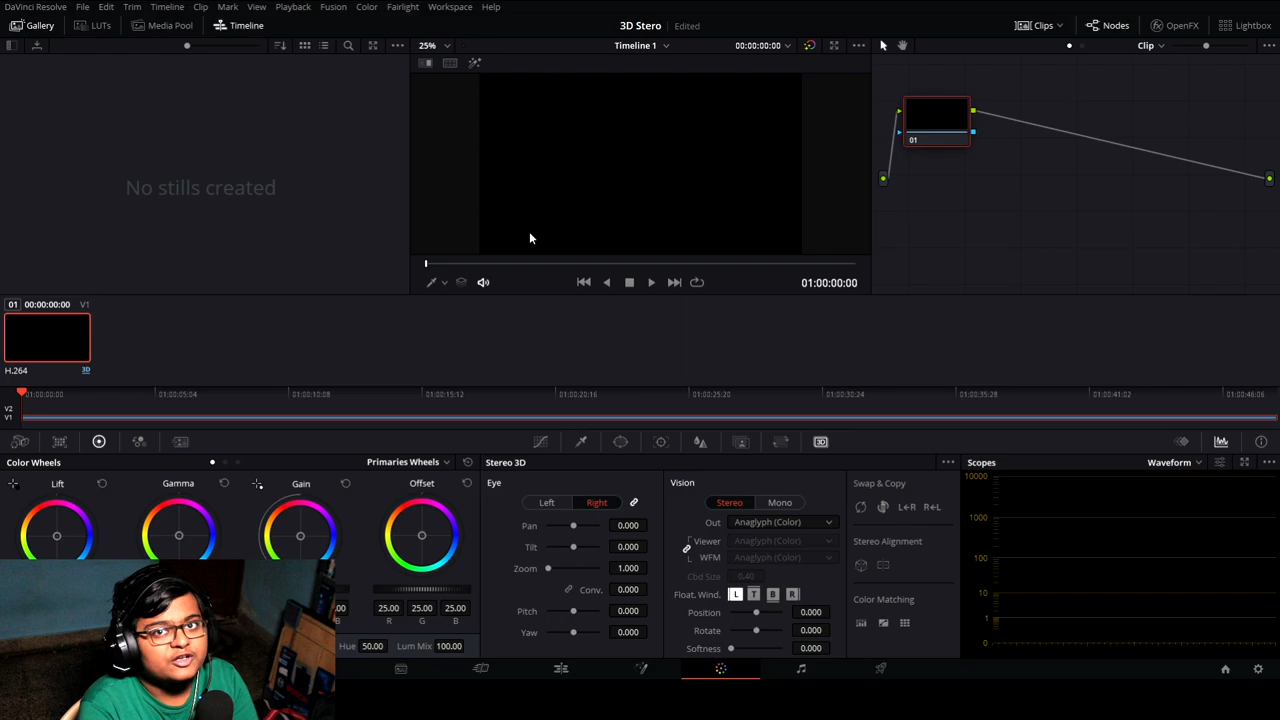 DaVinci Resolve File Edit Trim Timeline Clip Mark View Playback Fusion Color Fairlight Workspace Help
Gallery LUTs Media Pool Timeline 3D Stero Edited Clips Nodes OpenFX Lightbox
25% Timeline 1 00:00:00:00 Clip
No stills created
01
01:00:00:00
01 00:00:00:00 V1
H.264 3D
01:00:00:00 01:00:05:04 01:00:10:08 01:00:15:12 01:00:20:16 01:00:25:20 01:00:30:24 01:00:35:28 01:00:41:02 01:00:46:06
V2
V1
3D
Color Wheels Primaries Wheels Stereo 3D Scopes Waveform
Lift Gamma Gain Offset
25.00 25.00 25.00
R G B
Hue 50.00 Lum Mix 100.00
Eye
Left Right
Pan 0.000
Tilt 0.000
Zoom 1.000
Conv. 0.000
Pitch 0.000
Yaw 0.000
Vision
Stereo Mono
Out Anaglyph (Color)
Viewer Anaglyph (Color)
WFM Anaglyph (Color)
Cbd Size 0.40
Float. Wind. L T B R
Position 0.000
Rotate 0.000
Softness 0.000
Swap & Copy
L+R R+L
Stereo Alignment
Color Matching
10000
1000
100
10
1
0